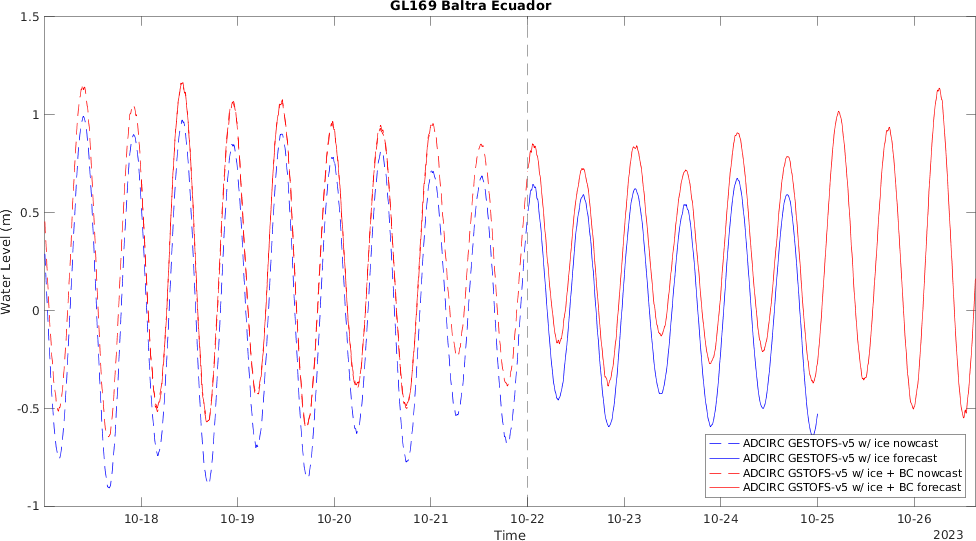 GL169 Baltra Ecuador
1.5
1
0.5
0
-0.5
-1
Water Level (m)
10-18
10-19
10-20
10-21
10-22
10-23
10-24
10-25
10-26
Time
2023
ADCIRC GESTOFS-v5 w/ ice nowcast
ADCIRC GESTOFS-v5 w/ ice forecast
ADCIRC GSTOFS-v5 w/ ice + BC nowcast
ADCIRC GSTOFS-v5 w/ ice + BC forecast